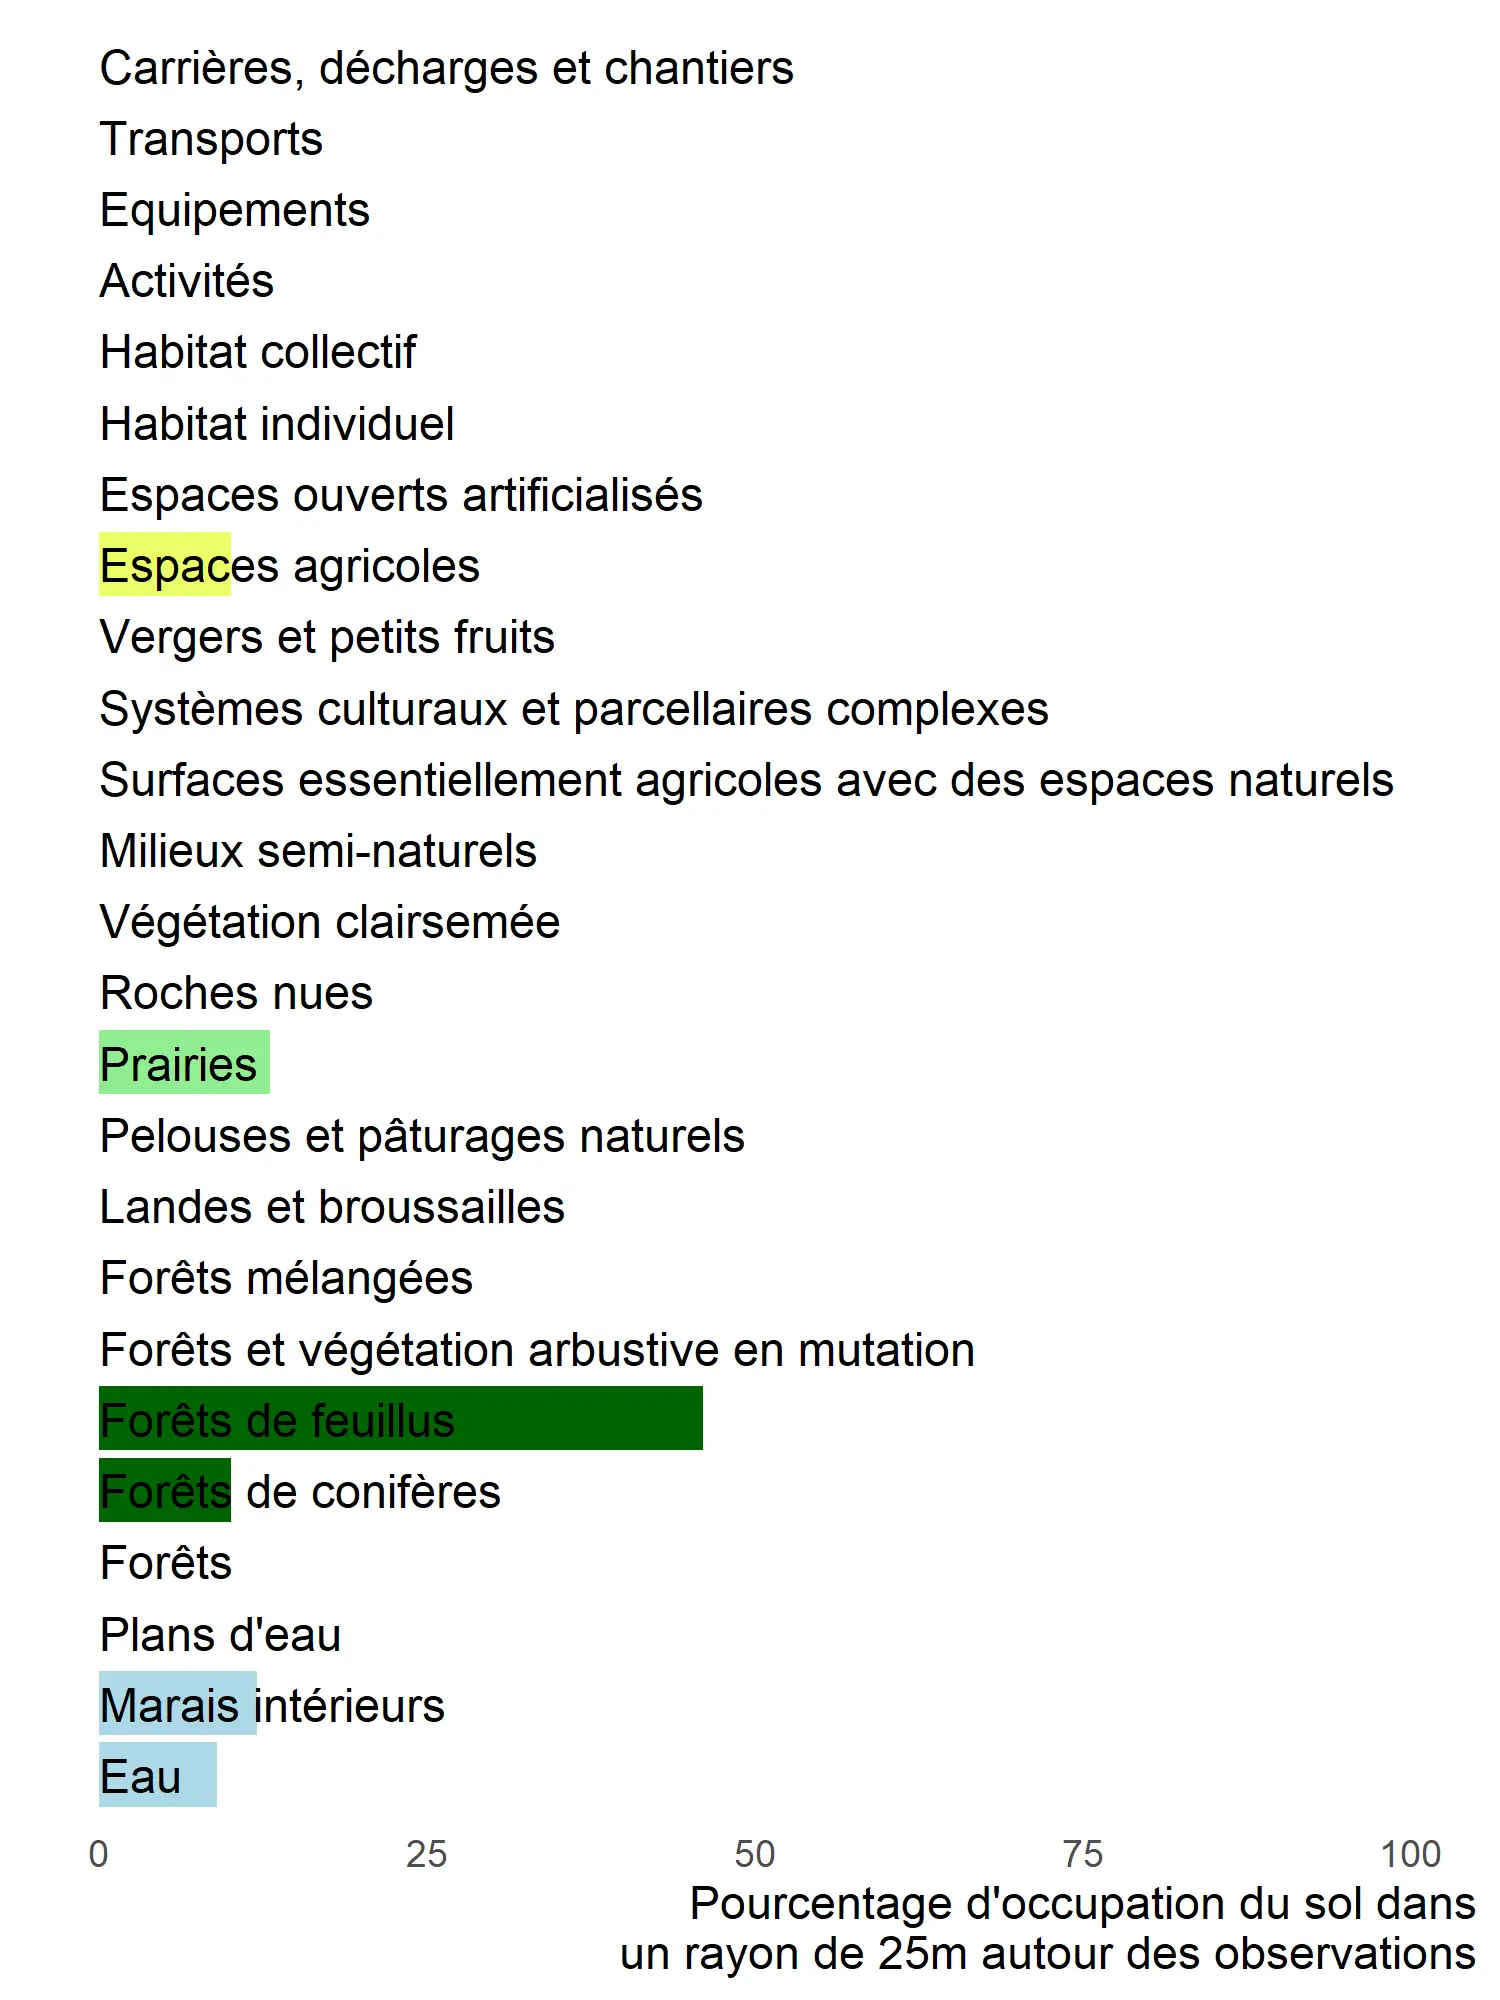 Carrières, décharges et chantiers
Transports
Equipements
Activités
Habitat collectif
Habitat individuel
Espaces ouverts artificialisés
Espaces agricoles
Vergers et petits fruits
Systèmes culturaux et parcellaires complexes
Surfaces essentiellement agricoles avec des espaces naturels
Milieux semi-naturels
Végétation clairsemée
Roches nues
Prairies
Pelouses et pâturages naturels
Landes et broussailles
Forêts mélangées
Forêts et végétation arbustive en mutation
Forêts de feuillus
Forêts de conifères
Forêts
Plans d'eau
Marais intérieurs
Eau
0 25 50 75 100
Pourcentage d'occupation du sol dans
un rayon de 25m autour des observations